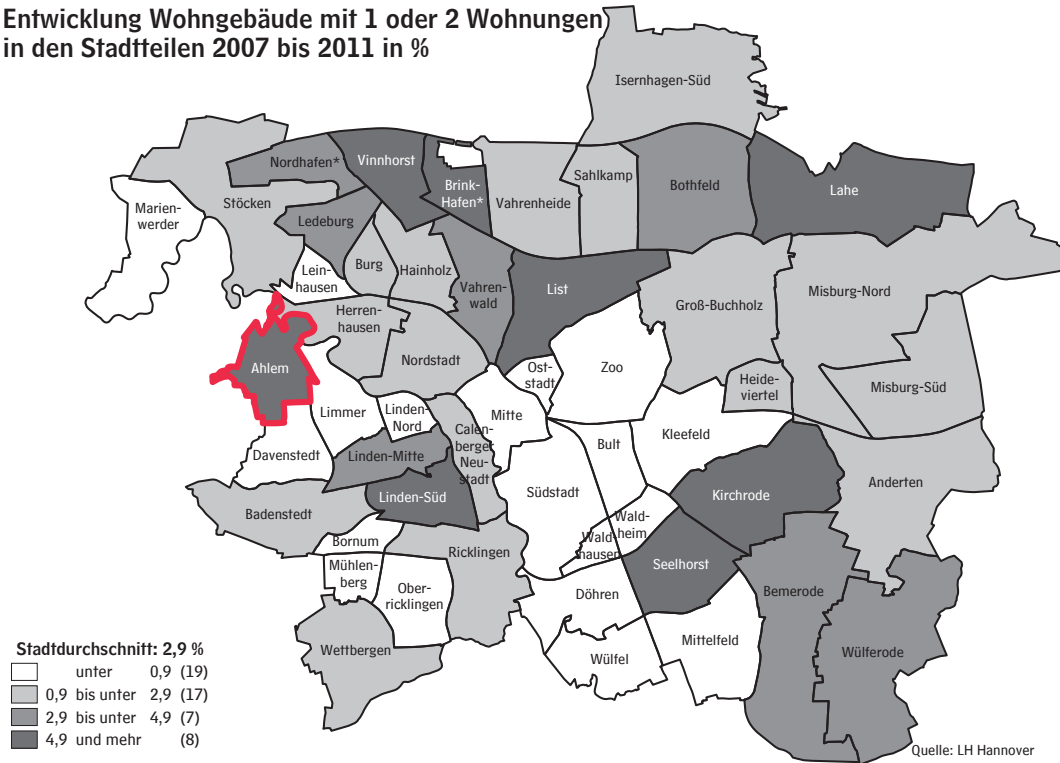 Entwicklung Wohngebäude mit 1 oder 2 Wohnungen
in den Stadtteilen 2007 bis 2011 in %
Isernhagen-Süd
Nordhafen*
Vinnhorst
Brink-
Hafen*
Sahlkamp
Bothfeld
Lahe
Marien-
werder
Stöcken
Vahrenheide
Ledeburg
Lein-
hausen
Burg
Hainholz
Vahren-
wald
List
Groß-Buchholz
Misburg-Nord
Herren-
hausen
Nordstadt
Ahlem
Ost-
stadt
Zoo
Heide-
viertel
Misburg-Süd
Limmer
Linden-
Nord
Mitte
Calen-
berger
Neu-
stadt
Bult
Kleefeld
Davenstedt
Linden-Mitte
Südstadt
Kirchrode
Anderten
Linden-Süd
Badenstedt
Wald-
heim
Wald-
hausen
Bornum
Ricklingen
Seelhorst
Mühlen-
berg
Ober-
ricklingen
Döhren
Bemerode
Mittelfeld
Wettbergen
Wülfel
Wülferode
Stadtdurchschnitt: 2,9 %
unter 0,9 (19)
0,9 bis unter 2,9 (17)
2,9 bis unter 4,9 (7)
4,9 und mehr (8)
Quelle: LH Hannover